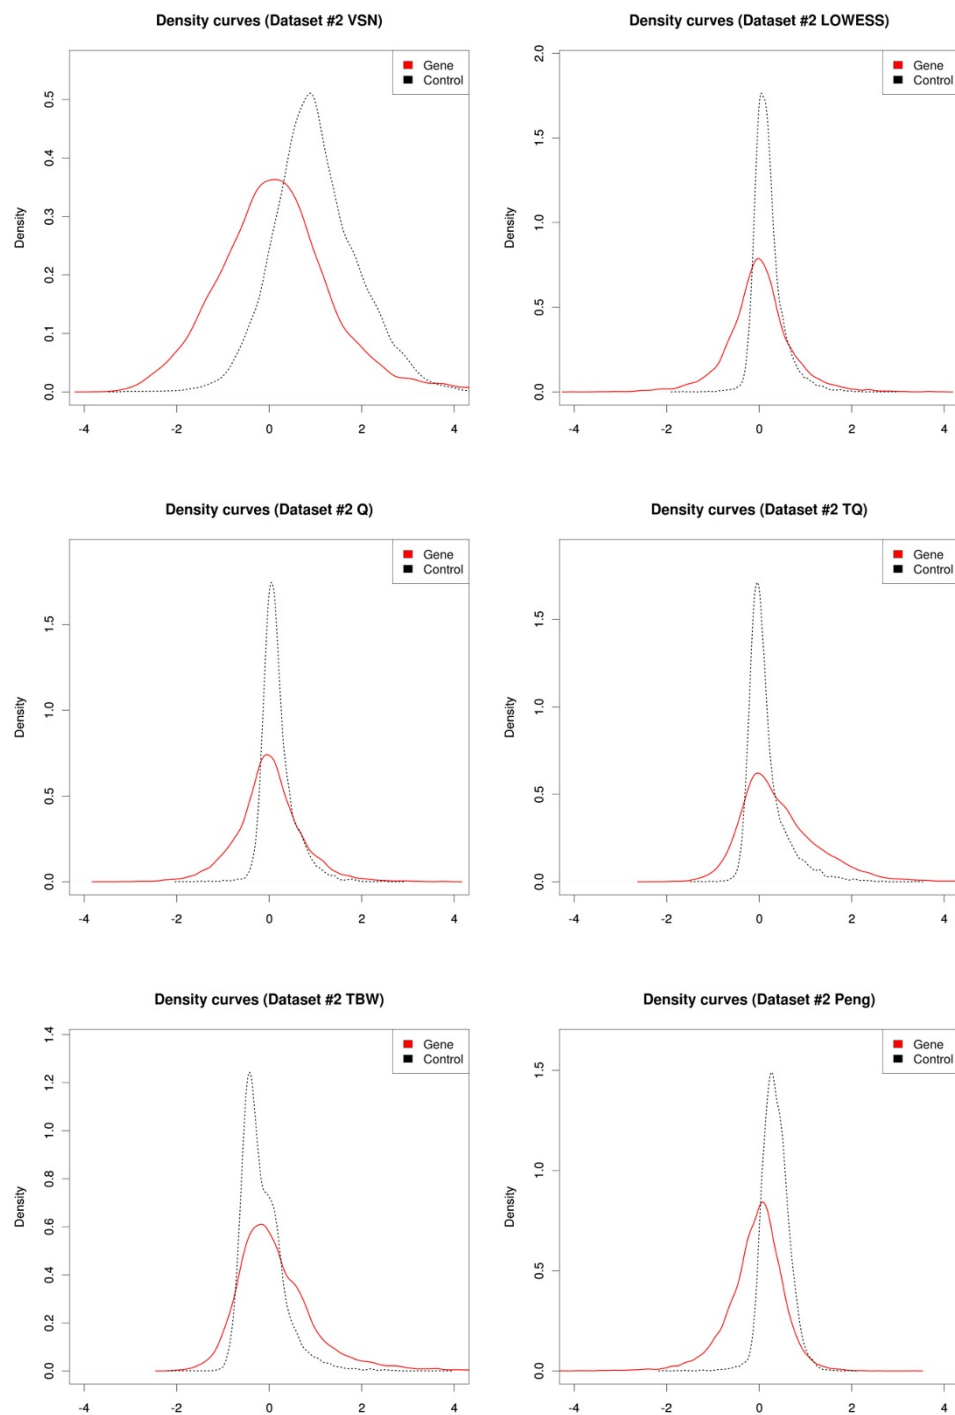 Density curves (Dataset #2 VSN)
Gene
Control
Density
0.0
0.1
0.2
0.3
0.4
0.5
-4
-2
0
2
4
Density curves (Dataset #2 LOWESS)
Gene
Control
Density
0.0
0.5
1.0
1.5
2.0
-4
-2
0
2
4
Density curves (Dataset #2 Q)
Gene
Control
Density
0.0
0.5
1.0
1.5
-4
-2
0
2
4
Density curves (Dataset #2 TQ)
Gene
Control
Density
0.0
0.5
1.0
1.5
-4
-2
0
2
4
Density curves (Dataset #2 TBW)
Gene
Control
Density
0.0
0.2
0.4
0.6
0.8
1.0
1.2
1.4
-4
-2
0
2
4
Density curves (Dataset #2 Peng)
Gene
Control
Density
0.0
0.5
1.0
1.5
-4
-2
0
2
4